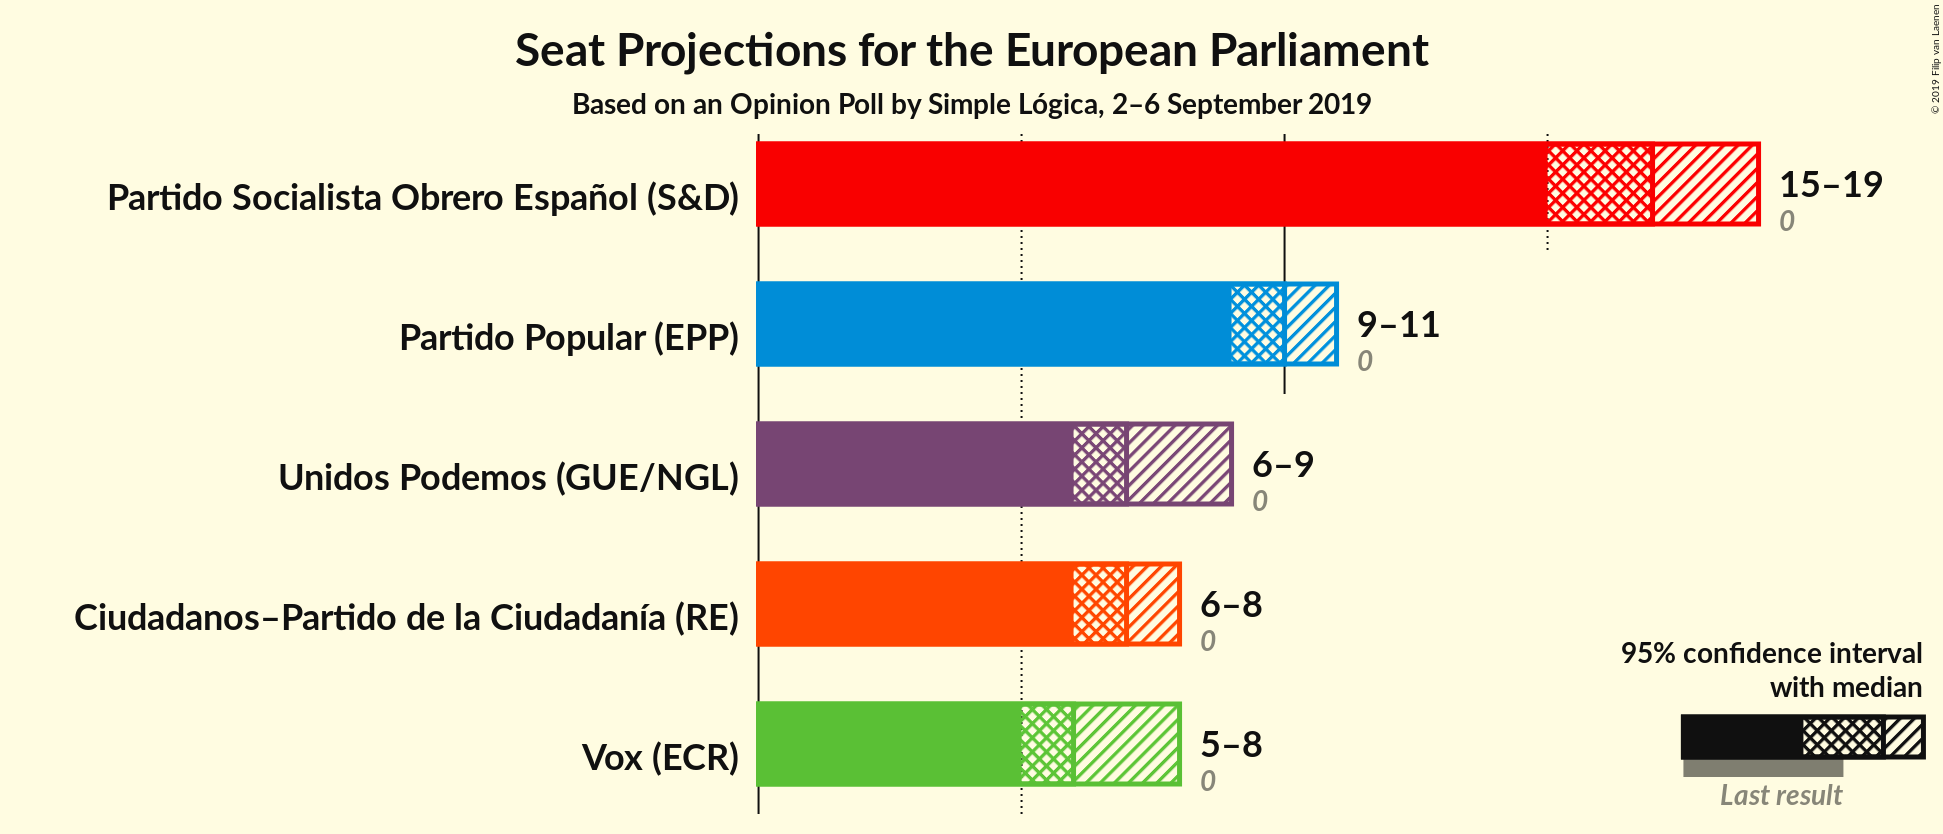 Seat Projections for the European Parliament
Based on an Opinion Poll by Simple Lógica, 2–6 September 2019
© 2019 Filip van Laenen
Partido Socialista Obrero Español (S&D)
15–19
0
Partido Popular (EPP)
9–11
0
Unidos Podemos (GUE/NGL)
6–9
0
Ciudadanos–Partido de la Ciudadanía (RE)
6–8
0
Vox (ECR)
5–8
0
95% confidence interval
with median
Last result